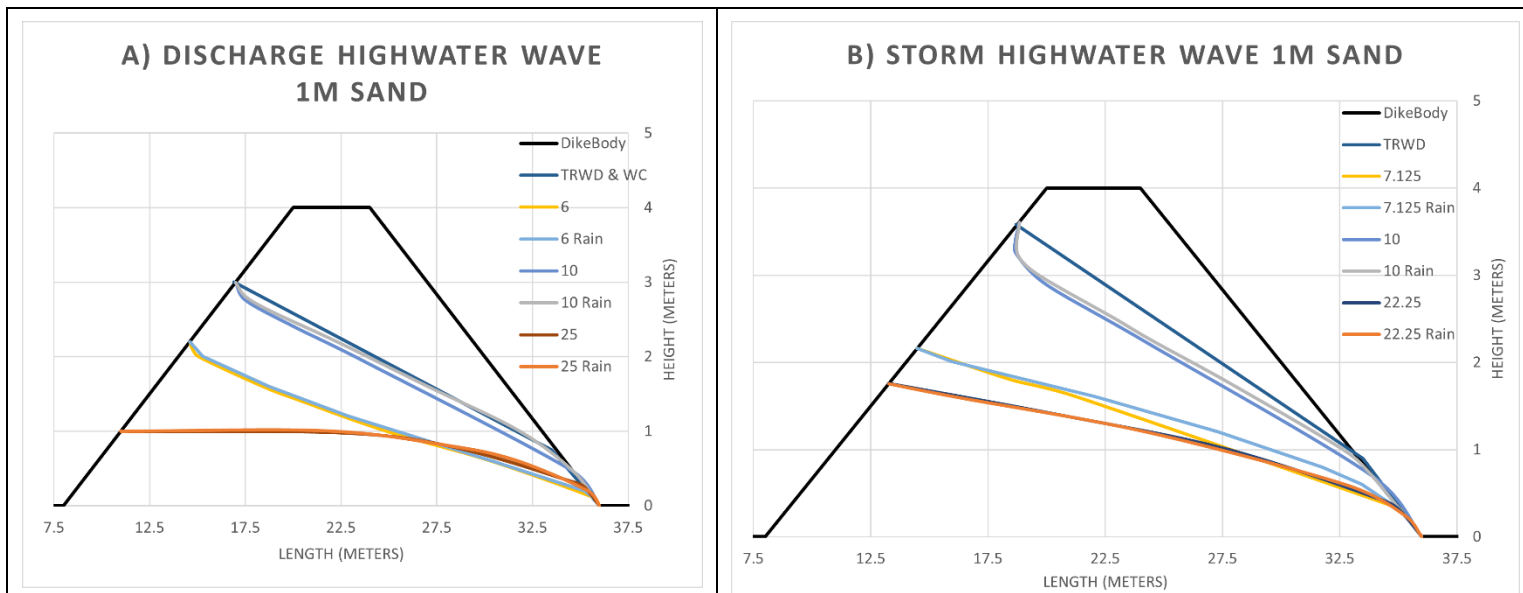 A) DISCHARGE HIGHWATER WAVE
1M SAND
5
4
3
2
1
0
HEIGHT (METERS)
DikeBody
TRWD & WC
6
6 Rain
10
10 Rain
25
25 Rain
7.5
12.5
17.5
22.5
27.5
32.5
37.5
LENGTH (METERS)
B) STORM HIGHWATER WAVE 1M SAND
5
4
3
2
1
0
HEIGHT (METERS)
DikeBody
TRWD
7.125
7.125 Rain
10
10 Rain
22.25
22.25 Rain
7.5
12.5
17.5
22.5
27.5
32.5
37.5
LENGTH (METERS)